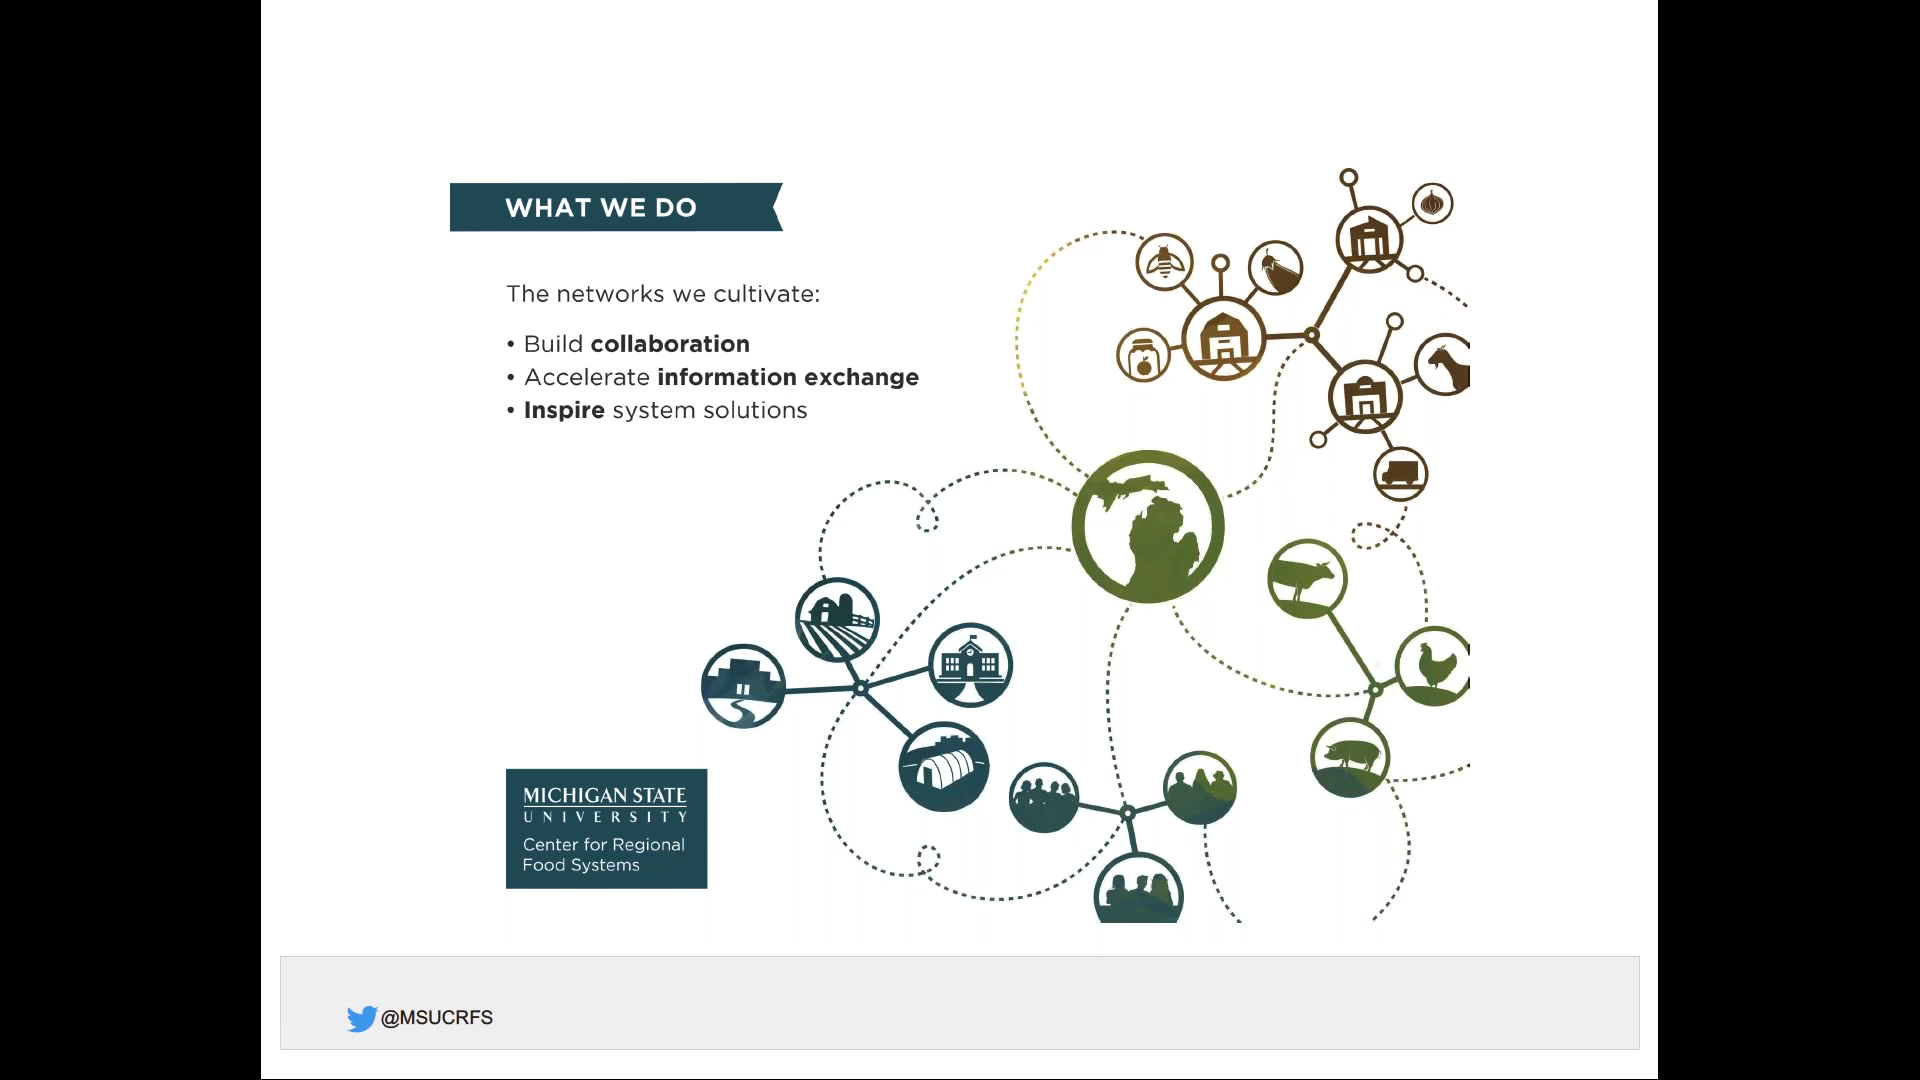 WHAT WE DO
The networks we cultivate:
• Build collaboration
• Accelerate information exchange
• Inspire system solutions
MICHIGAN STATE
UNIVERSITY
Center for Regional
Food Systems
@MSUCRFS